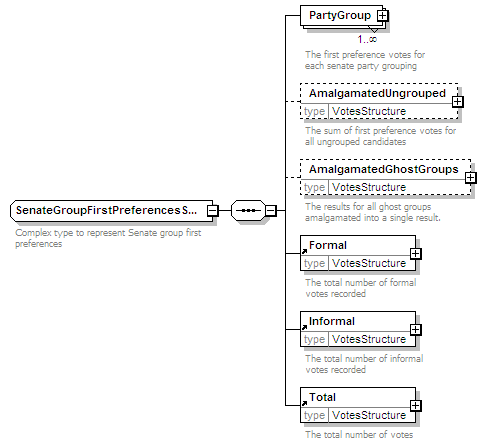 PartyGroup
1..∞
The first preference votes for
each senate party grouping
AmalgamatedUngrouped
type VotesStructure
The sum of first preference votes for
all ungrouped candidates
AmalgamatedGhostGroups
type VotesStructure
The results for all ghost groups
amalgamated into a single result.
SenateGroupFirstPreferencesS...
Complex type to represent Senate group first
preferences
Formal
type VotesStructure
The total number of formal
votes recorded
Informal
type VotesStructure
The total number of informal
votes recorded
Total
type VotesStructure
The total number of votes